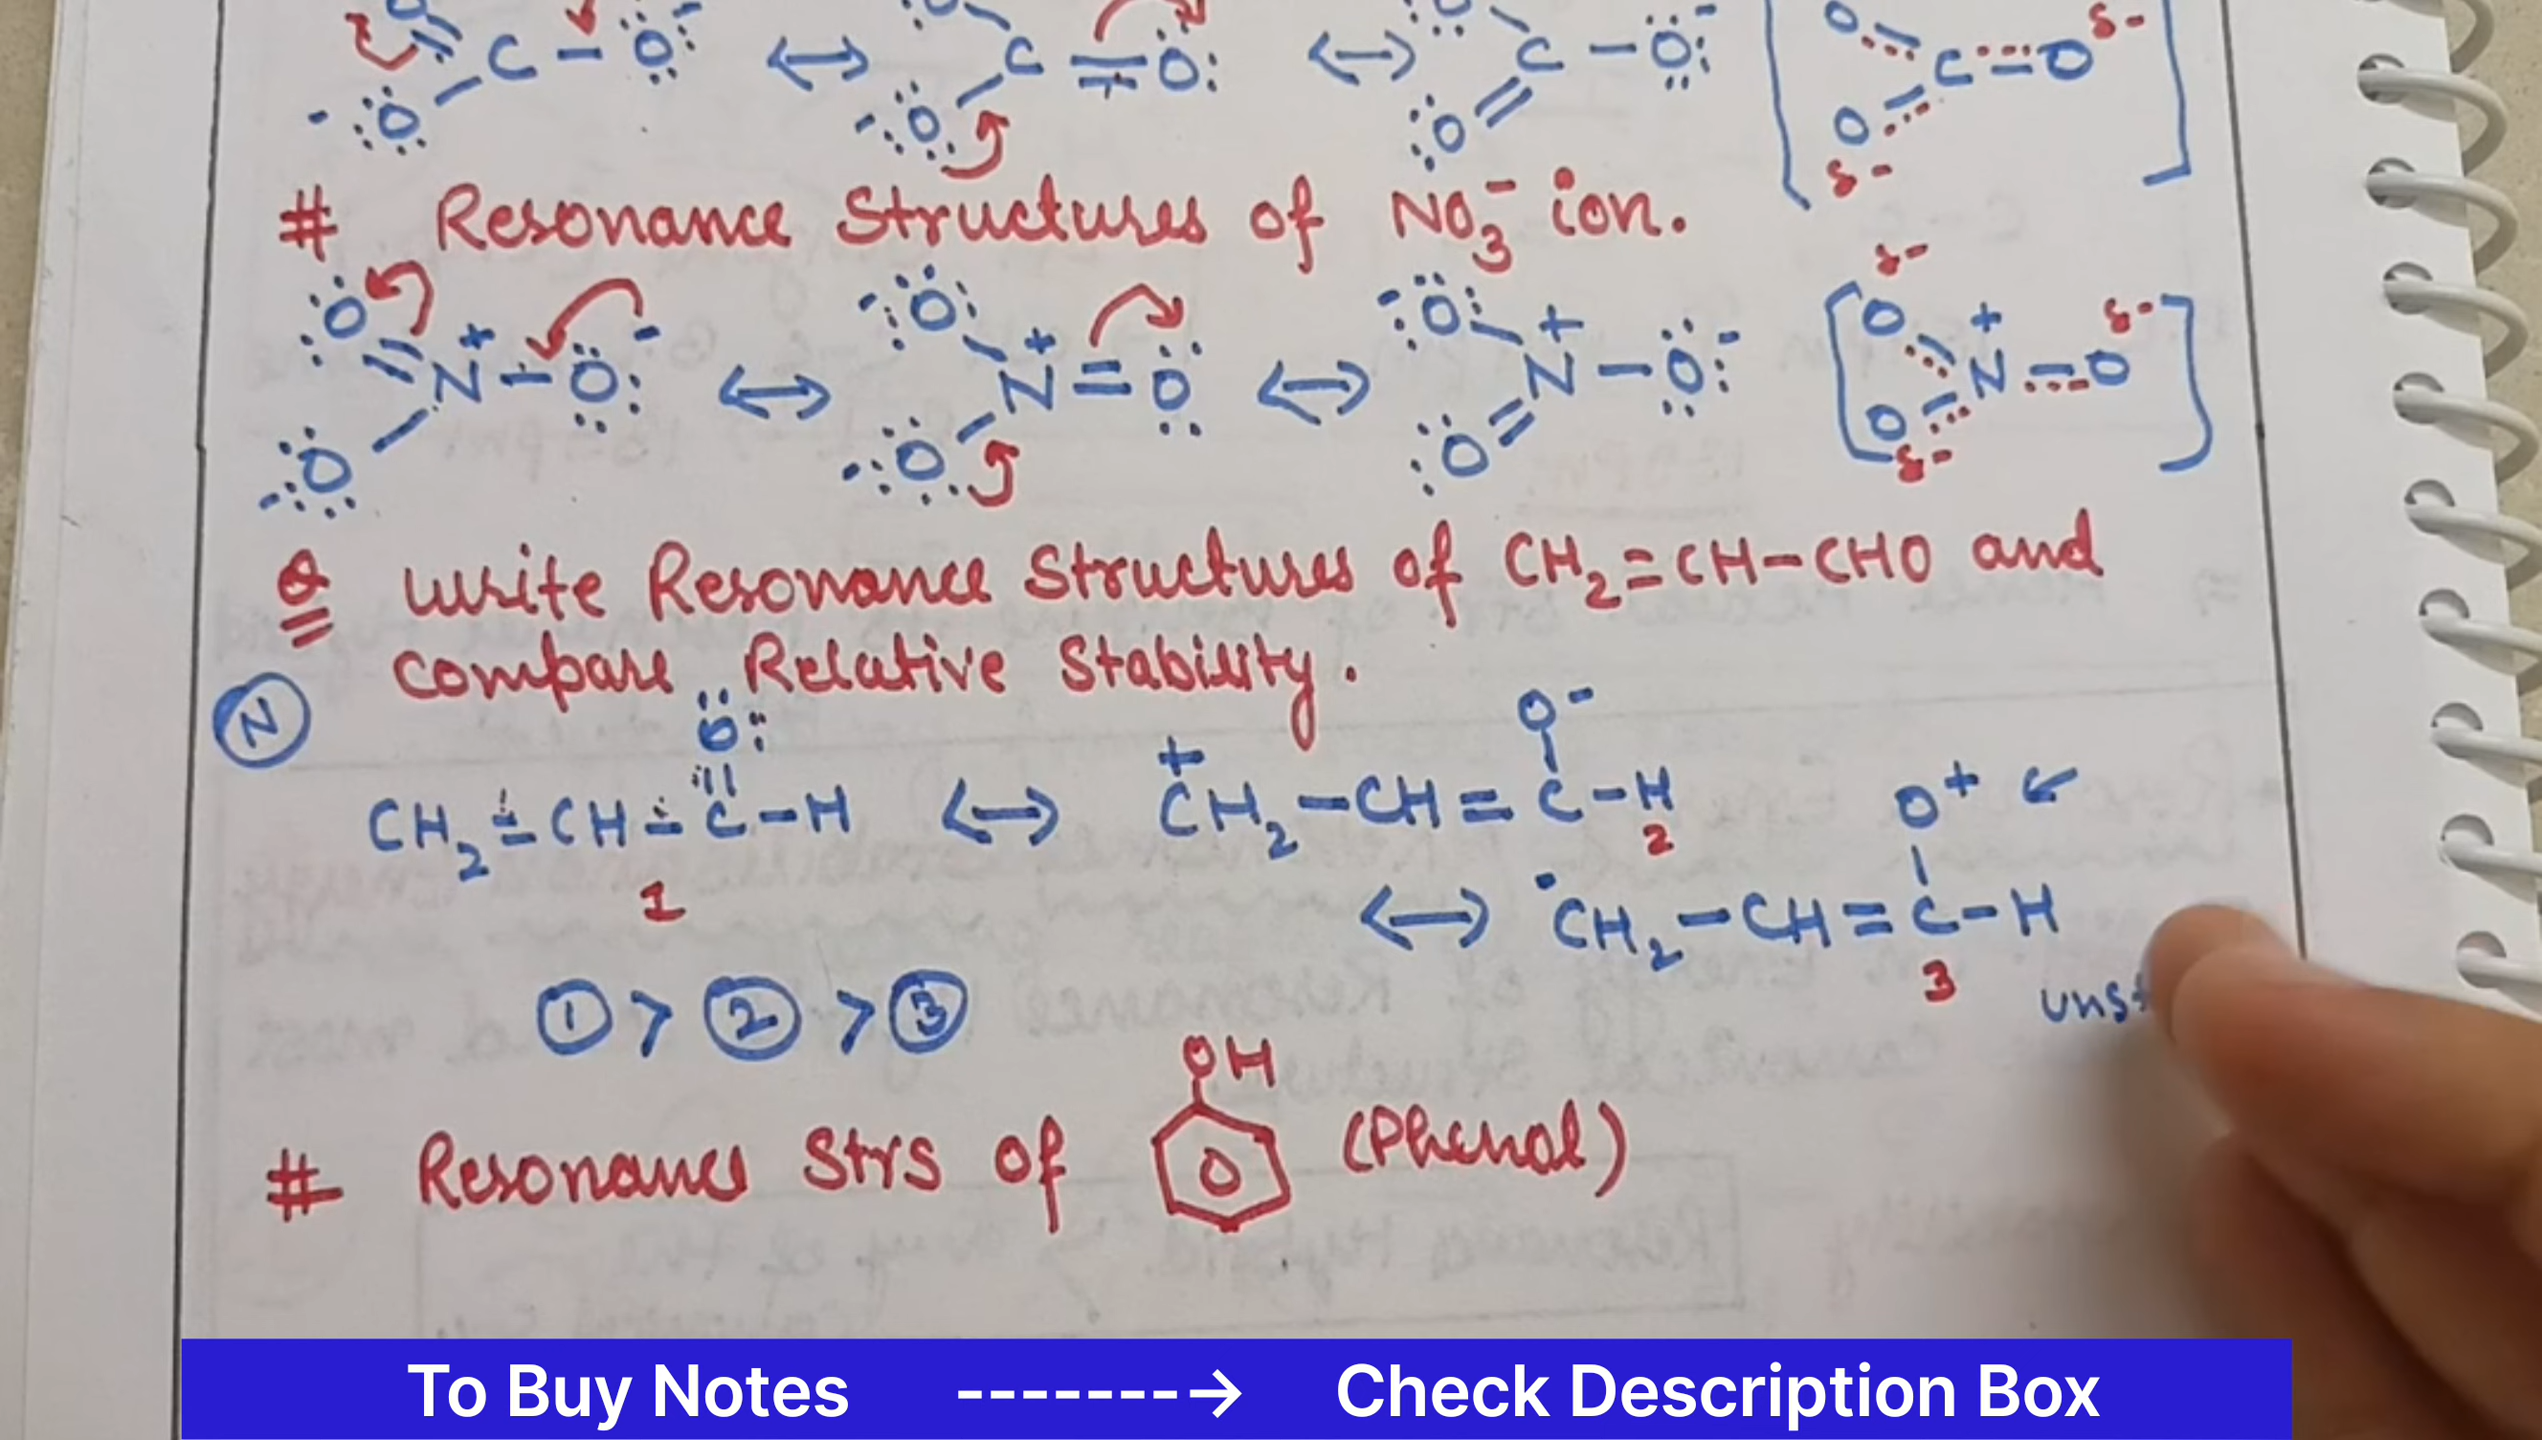 O C – O ↔ C = O ↔ C – O O C = O δ-
O O O O δ-
# Resonance Structures of NO3- ion.
O O O δ- O δ-
N+ – O- ↔ N+ = O ↔ N+ – O- N+ = O
O- O- O O δ-
Q Write Resonance Structures of CH2=CH-CHO and
compare Relative Stability.
N
O O- O+ ↙
CH2=CH-C-H ↔ +CH2-CH=C-H
1 2
↔ CH2-CH=C-H
3
① > ② > ③
OH
# Resonance Strs of (Phenol)
To Buy Notes -------→ Check Description Box